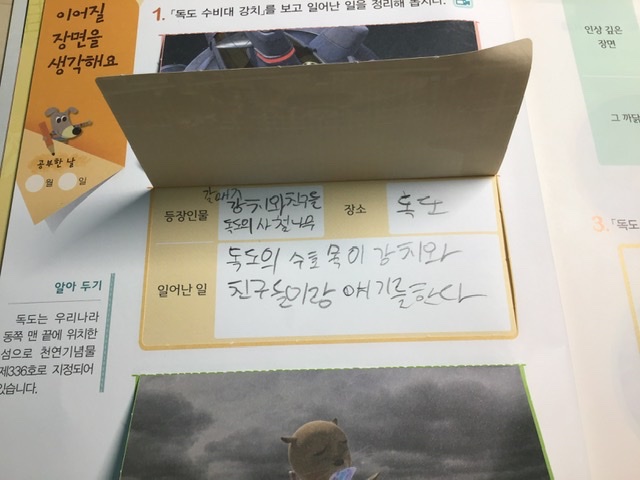 이어질
장면을
생각해요
공부한 날
월 일
1. 「독도 수비대 강치」를 보고 일어난 일을 정리해 봅시다.
등장인물
강치와 친구들
독도의 사철나무
장소
독도
일어난 일
독도의 수호목이 강치와
친구들이랑 얘기를한다
알아 두기
독도는 우리나라
동쪽 맨 끝에 위치한
섬으로 천연기념물
제336호로 지정되어
있습니다.
인상 깊은
장면
그 까닭
3. 「독도